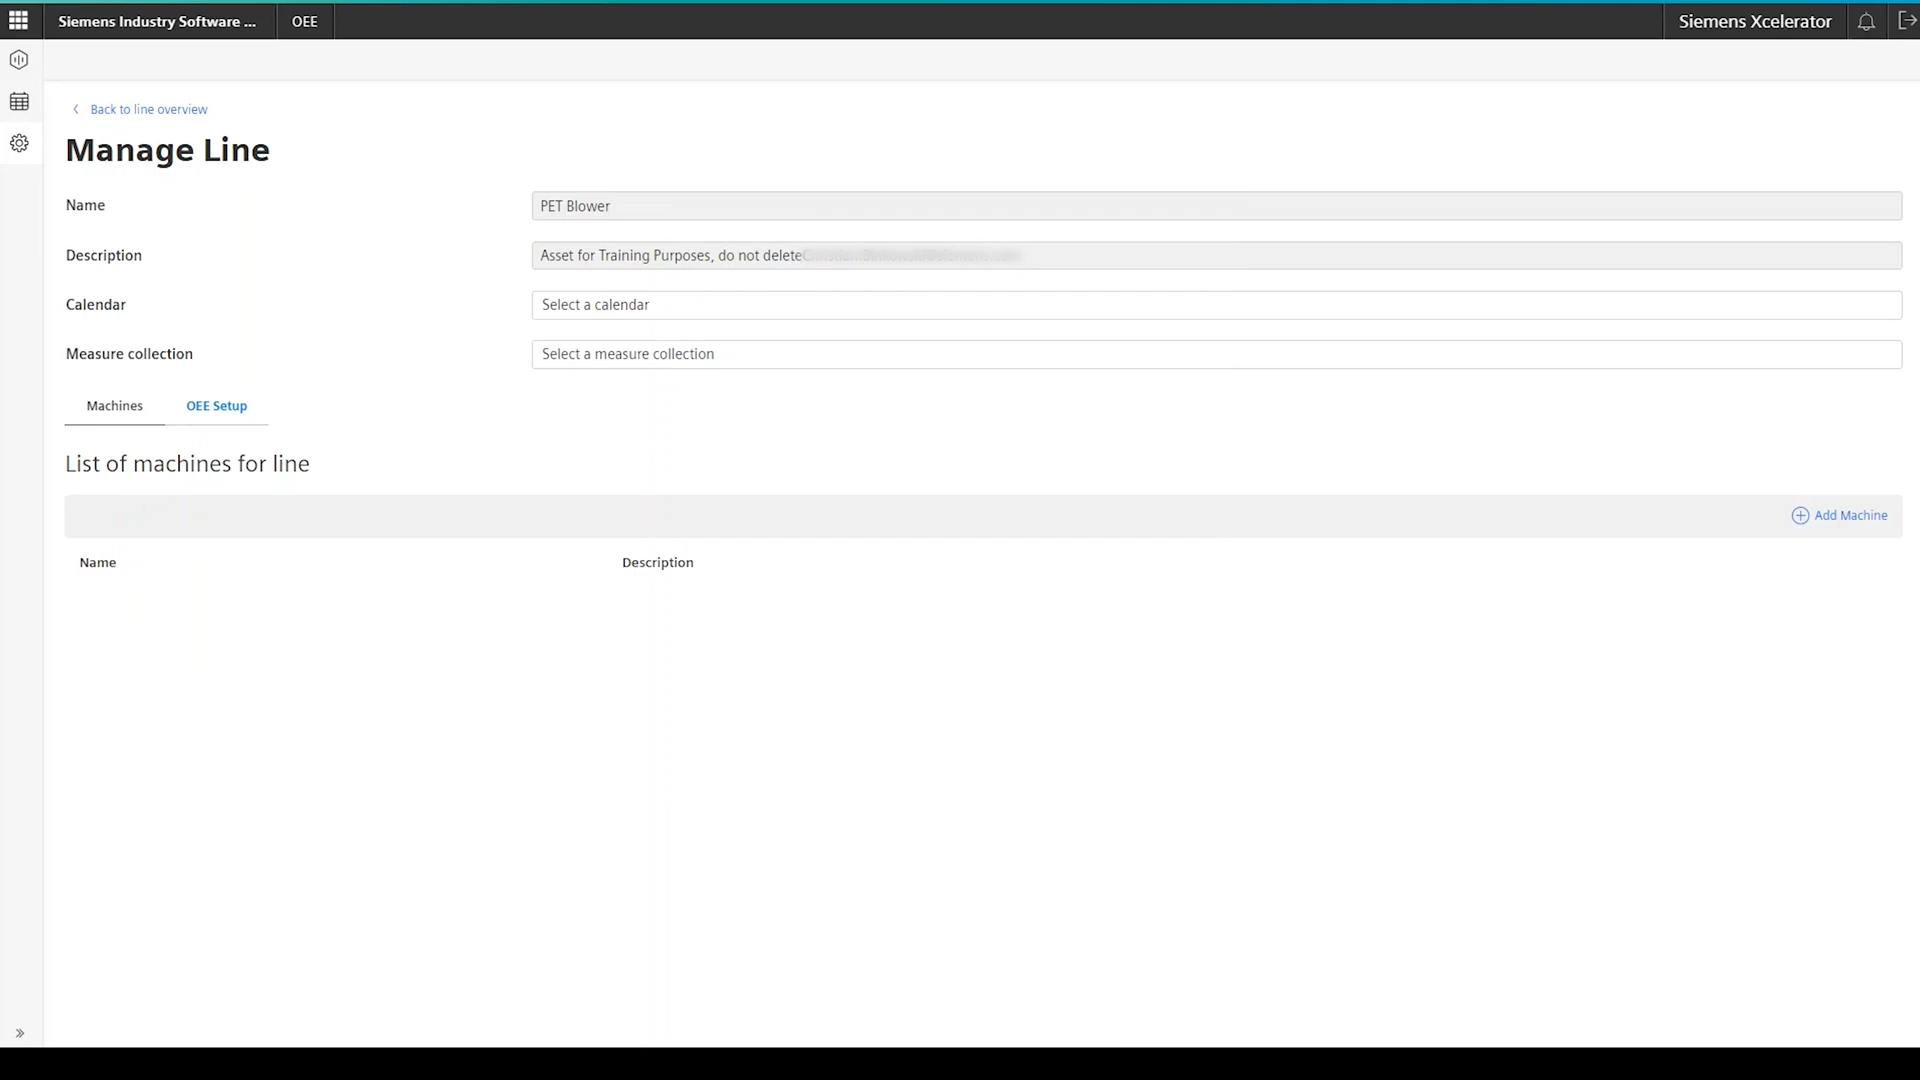 Siemens Industry Software ...
OEE
Siemens Xcelerator
Back to line overview
Manage Line
Name
PET Blower
Description
Asset for Training Purposes, do not delete
Calendar
Select a calendar
Measure collection
Select a measure collection
Machines
OEE Setup
List of machines for line
Add Machine
Name
Description